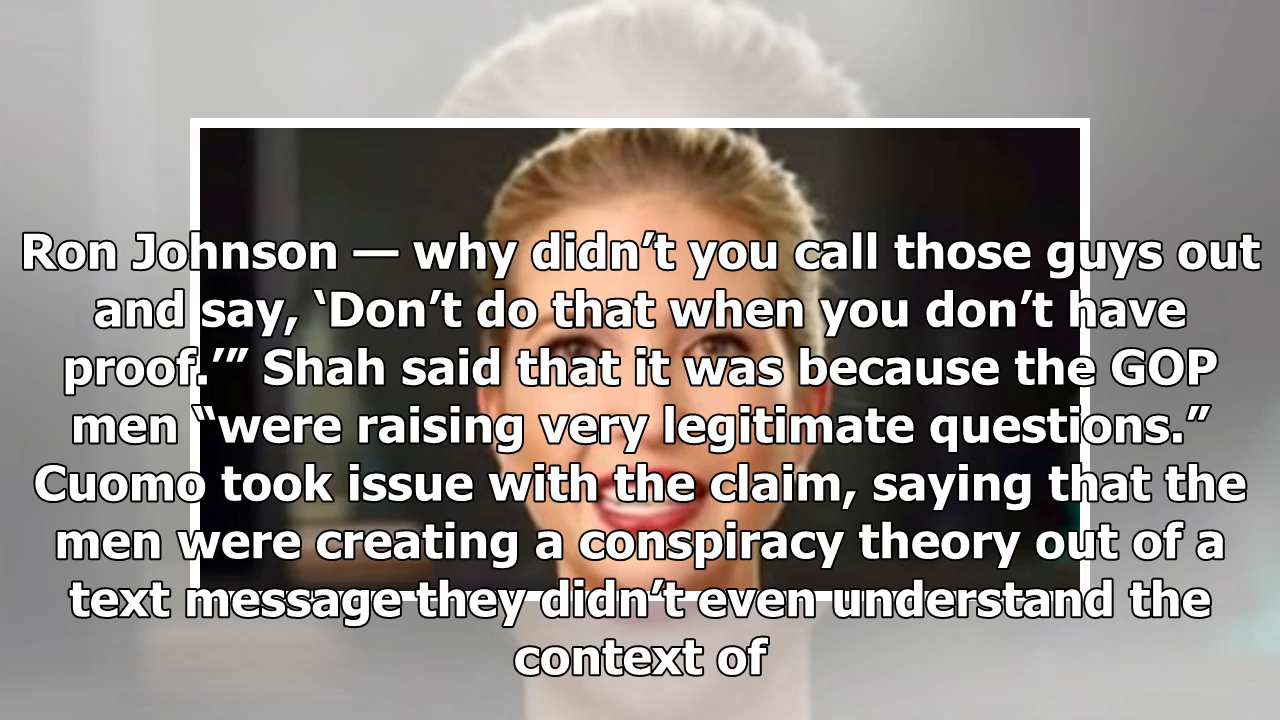 Ron Johnson — why didn’t you call those guys out
and say, ‘Don’t do that when you don’t have
proof.’” Shah said that it was because the GOP
men “were raising very legitimate questions.”
Cuomo took issue with the claim, saying that the
men were creating a conspiracy theory out of a
text message they didn’t even understand the
context of